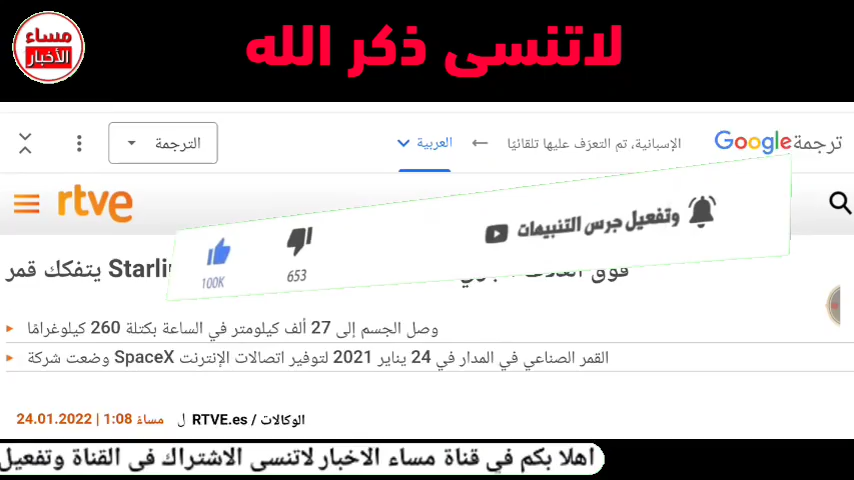 مساء
الأخبار
لاتنسى ذكر الله
ترجمة Google
الإسبانية، تم التعرّف عليها تلقائيًا ← العربية
الترجمة
rtve
وتفعيل جرس التنبيهات
100K
653
يتفكك قمر
فوق
وصل الجسم إلى 27 ألف كيلومتر في الساعة بكتلة 260 كيلوغرامًا
القمر الصناعي في المدار في 24 يناير 2021 لتوفير اتصالات الإنترنت SpaceX وضعت شركة
24.01.2022 | 1:08 مساءً ل RTVE.es / الوكالات
اهلا بكم في قناة مساء الاخبار لاتنسى الاشتراك في القناة وتفعيل